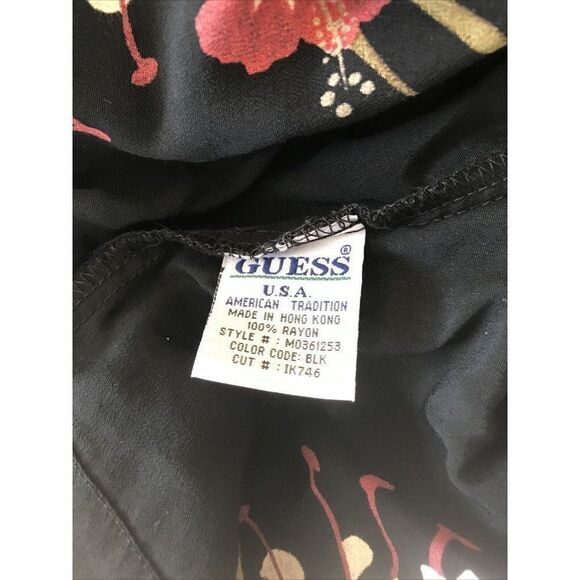 GUESS®
U.S.A.
AMERICAN TRADITION
MADE IN HONG KONG
100% RAYON
STYLE # : M0361253
COLOR CODE: BLK
CUT # : IK746